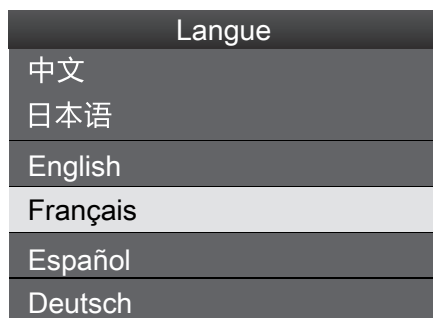 Langue
中文
日本语
English
Français
Español
Deutsch